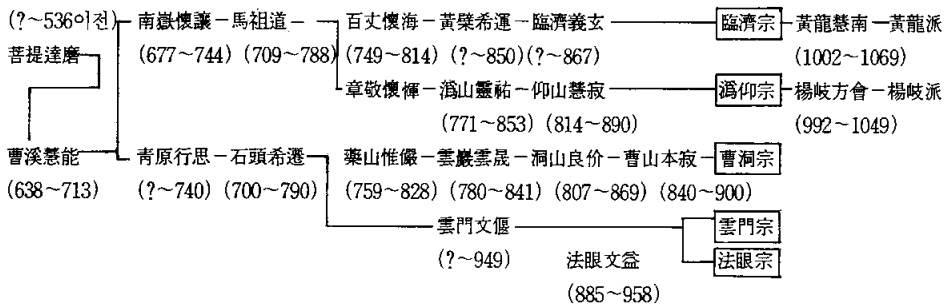 (?~536이전) 南嶽懷讓－馬祖道 百丈懷海－黃檗希運－臨濟義玄 臨濟宗 黃龍慧南－黃龍派
菩提達磨 (677~744) (709~788) (749~814) (?~850)(?~867) (1002~1069)
章敬懷暉－潙山靈祐－仰山慧寂 潙仰宗 楊岐方會－楊岐派
(771~853) (814~890) (992~1049)
曹溪慧能 靑原行思－石頭希遷 藥山惟儼－雲巖雲晟－洞山良价－曹山本寂 曹洞宗
(638~713) (?~740) (700~790) (759~828) (780~841) (807~869) (840~900)
雲門文偃 雲門宗
(?~949) 法眼文益 法眼宗
(885~958)